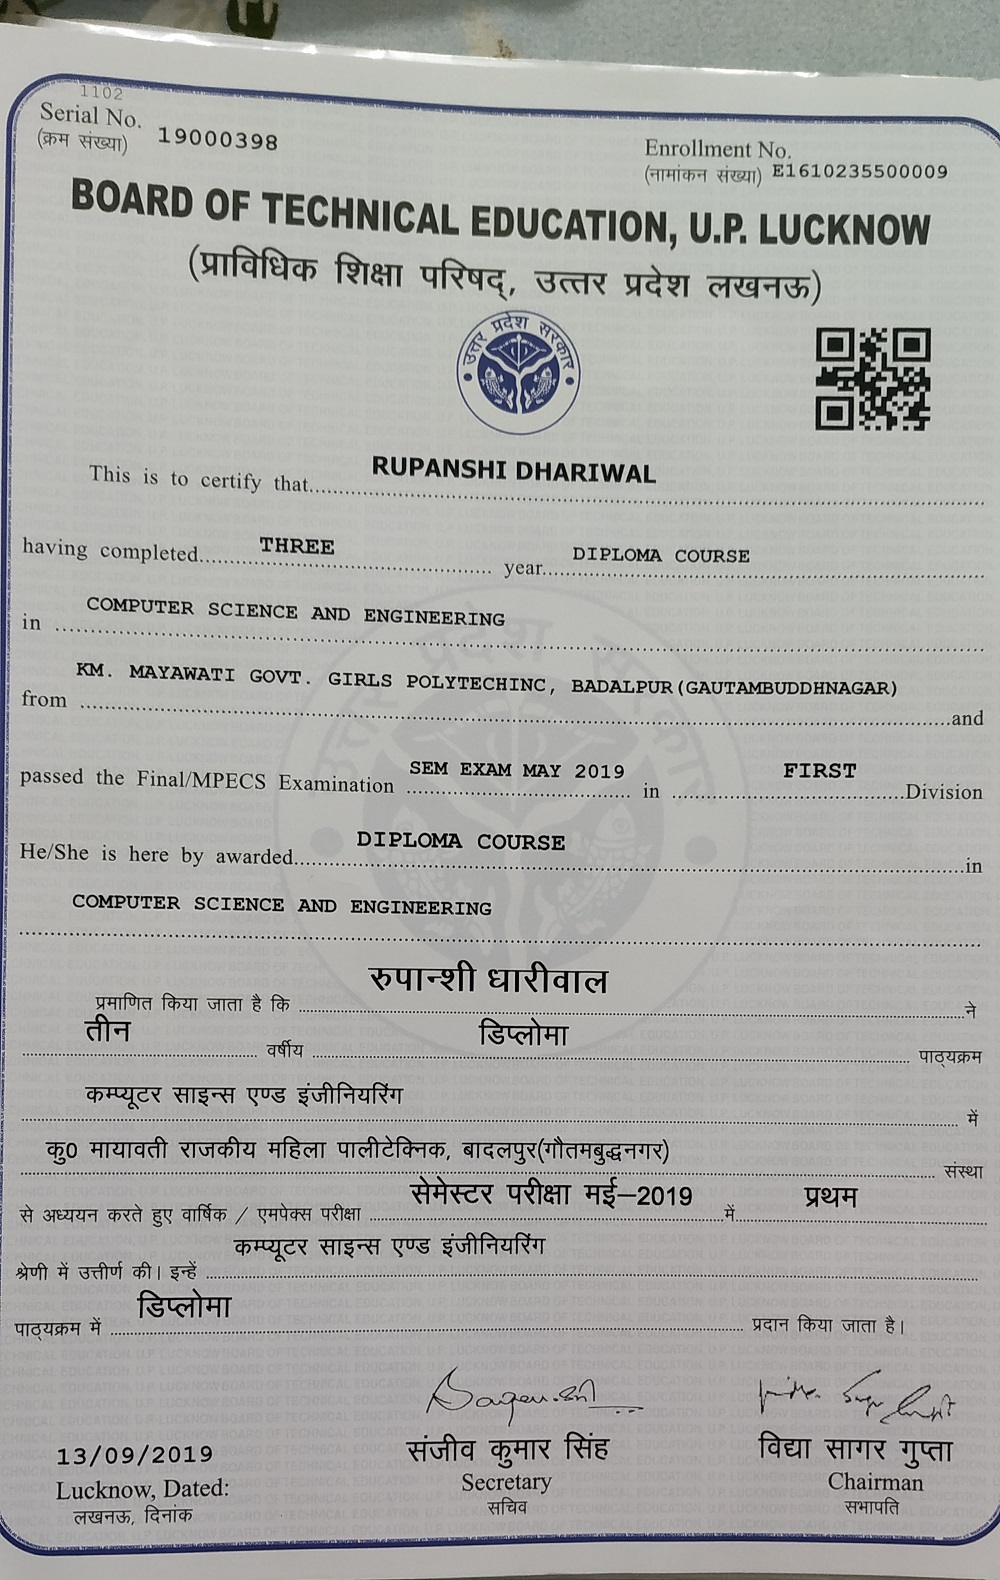 1102
Serial No. 19000398
(क्रम संख्या)
Enrollment No.
(नामांकन संख्या) E1610235500009
BOARD OF TECHNICAL EDUCATION, U.P. LUCKNOW
(प्राविधिक शिक्षा परिषद्, उत्तर प्रदेश लखनऊ)
उत्तर प्रदेश सरकार
This is to certify that RUPANSHI DHARIWAL
having completed THREE year DIPLOMA COURSE
in COMPUTER SCIENCE AND ENGINEERING
from KM. MAYAWATI GOVT. GIRLS POLYTECHINC, BADALPUR(GAUTAMBUDDHNAGAR) and
passed the Final/MPECS Examination SEM EXAM MAY 2019 in FIRST Division
He/She is here by awarded DIPLOMA COURSE in
COMPUTER SCIENCE AND ENGINEERING
प्रमाणित किया जाता है कि रुपान्शी धारीवाल ने
तीन वर्षीय डिप्लोमा पाठ्यक्रम
कम्प्यूटर साइन्स एण्ड इंजीनियरिंग में
कु0 मायावती राजकीय महिला पालीटेक्निक, बादलपुर(गौतमबुद्धनगर) संस्था
से अध्ययन करते हुए वार्षिक / एमपेक्स परीक्षा सेमेस्टर परीक्षा मई–2019 में प्रथम
श्रेणी में उत्तीर्ण की। इन्हें कम्प्यूटर साइन्स एण्ड इंजीनियरिंग
पाठ्यक्रम में डिप्लोमा प्रदान किया जाता है।
13/09/2019
Lucknow, Dated:
लखनऊ, दिनांक
संजीव कुमार सिंह
Secretary
सचिव
विद्या सागर गुप्ता
Chairman
सभापति